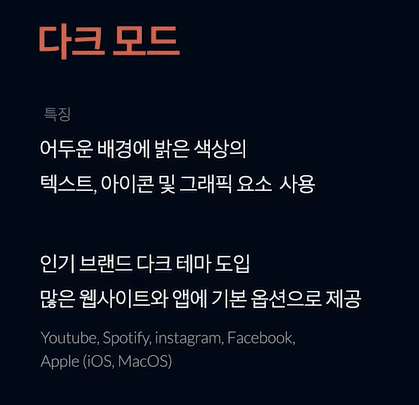 다크 모드
특징
어두운 배경에 밝은 색상의
텍스트, 아이콘 및 그래픽 요소 사용
인기 브랜드 다크 테마 도입
많은 웹사이트와 앱에 기본 옵션으로 제공
Youtube, Spotify, instagram, Facebook,
Apple (iOS, MacOS)